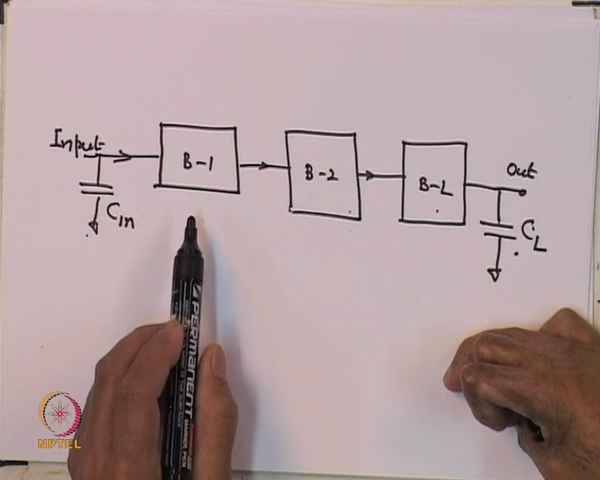 Input
B-1
B-2
B-L
Out
Cin
CL
PERMANENT
NPTEL